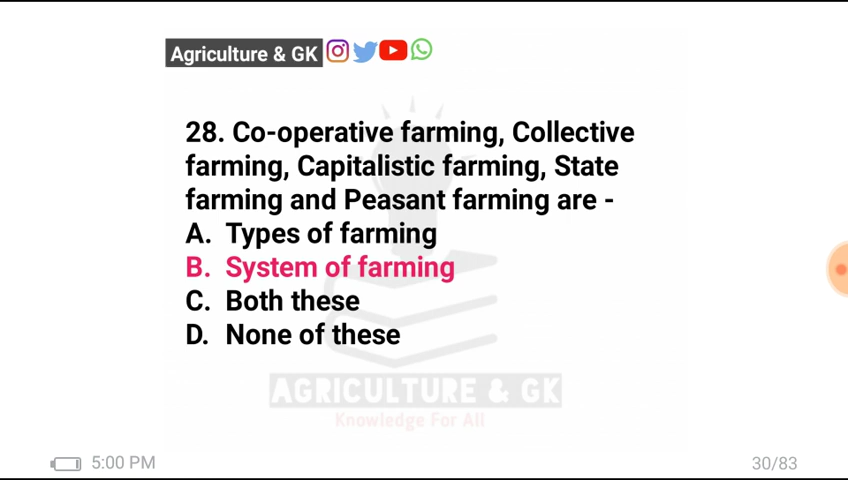 Agriculture & GK
28. Co-operative farming, Collective
farming, Capitalistic farming, State
farming and Peasant farming are -
A. Types of farming
B. System of farming
C. Both these
D. None of these
AGRICULTURE & GK
Knowledge For All
5:00 PM
30/83